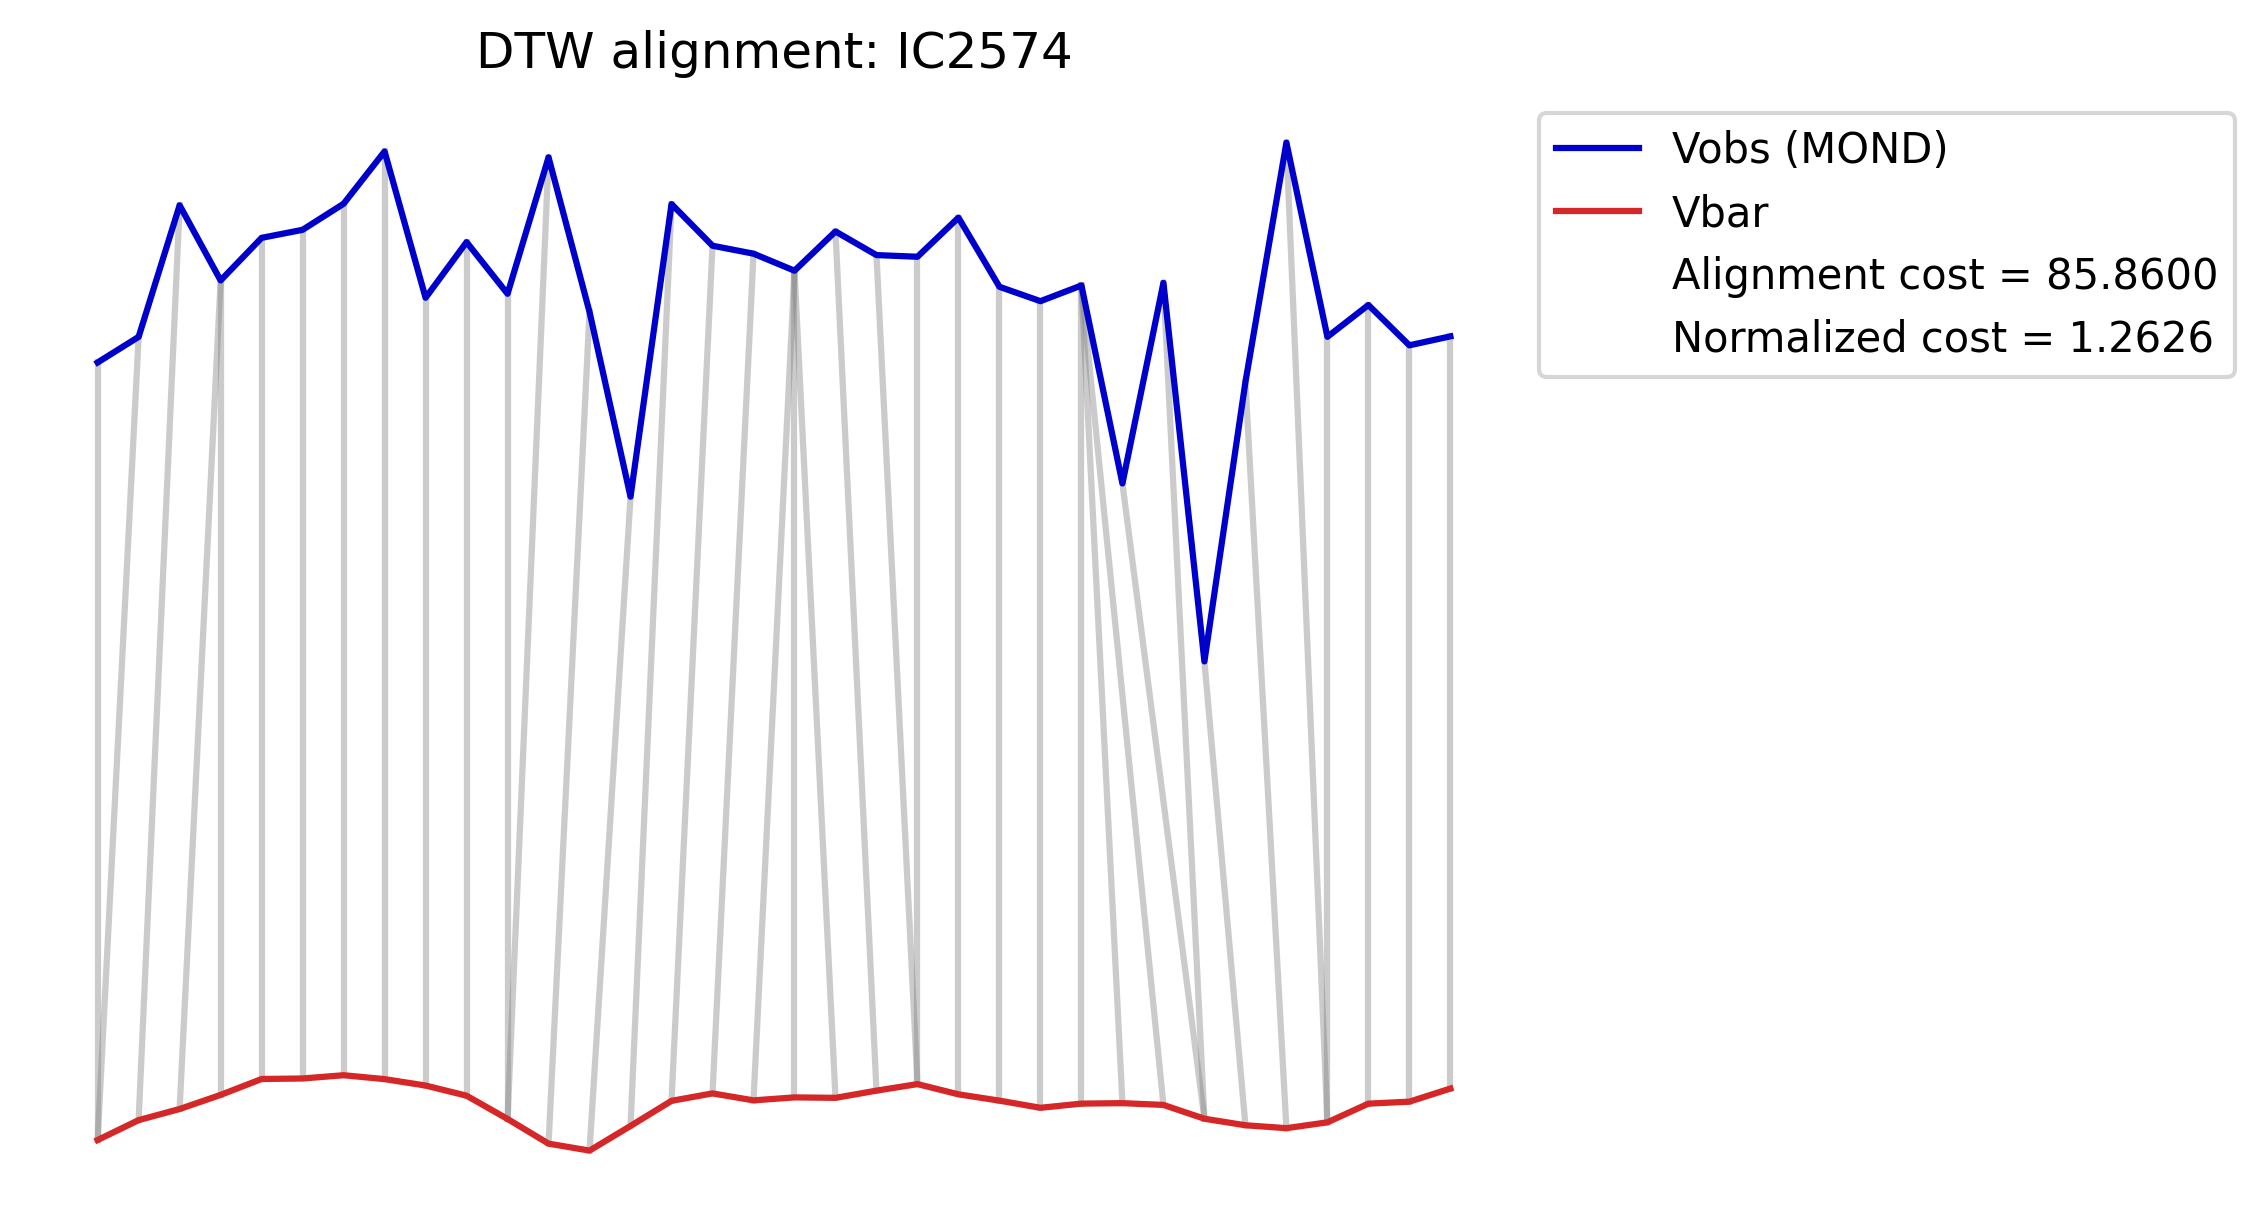 DTW alignment: IC2574
Vobs (MOND)
Vbar
Alignment cost = 85.8600
Normalized cost = 1.2626